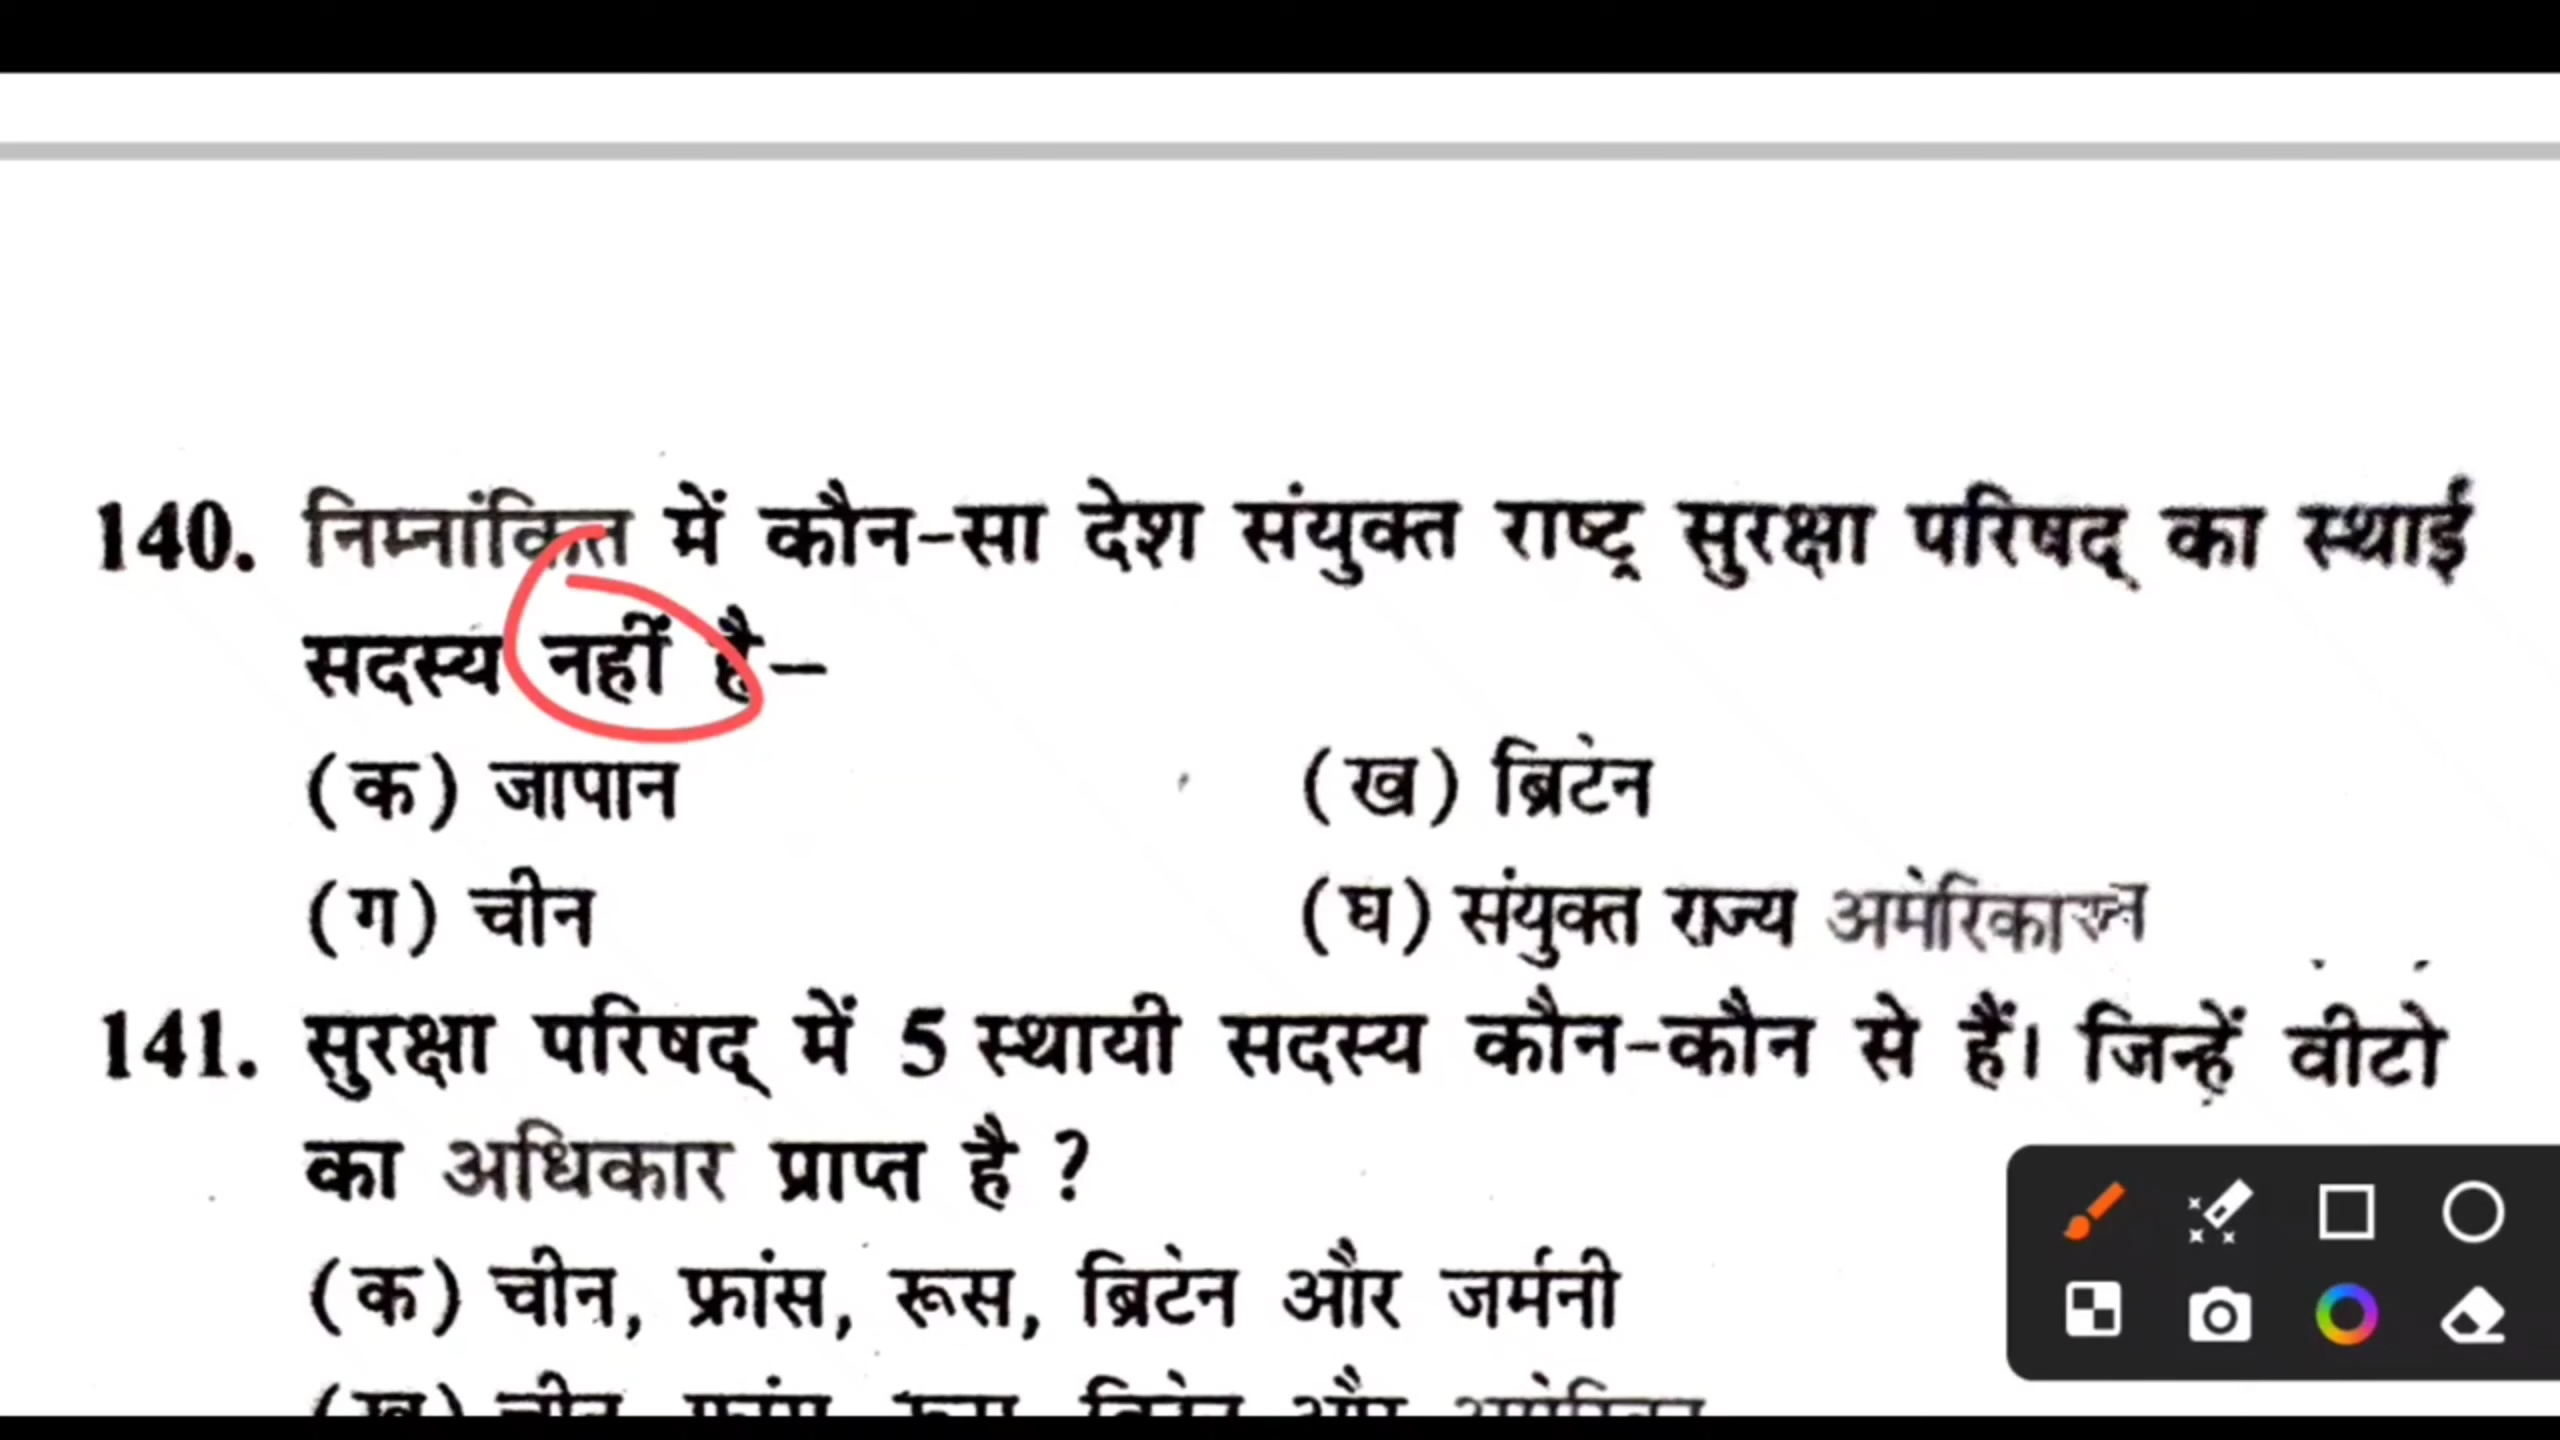 140. निम्नांकित में कौन-सा देश संयुक्त राष्ट्र सुरक्षा परिषद् का स्थाई
सदस्य नहीं है–
(क) जापान (ख) ब्रिटेन
(ग) चीन (घ) संयुक्त राज्य अमेरिका
141. सुरक्षा परिषद् में 5 स्थायी सदस्य कौन-कौन से हैं। जिन्हें वीटो
का अधिकार प्राप्त है ?
(क) चीन, फ्रांस, रूस, ब्रिटेन और जर्मनी